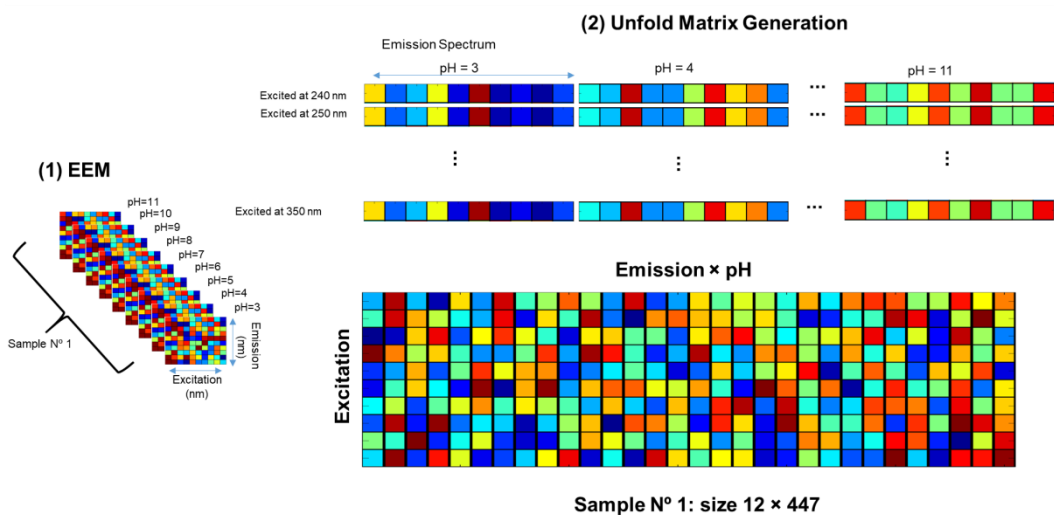 (2) Unfold Matrix Generation
Emission Spectrum
pH = 3
pH = 4
pH = 11
Excited at 240 nm
...
Excited at 250 nm
...
⋮
⋮
⋮
Excited at 350 nm
...
(1) EEM
pH=11
pH=10
pH=9
pH=8
pH=7
pH=6
pH=5
pH=4
pH=3
Sample Nº 1
Emission
(nm)
Excitation
(nm)
Emission × pH
Excitation
Sample Nº 1: size 12 × 447